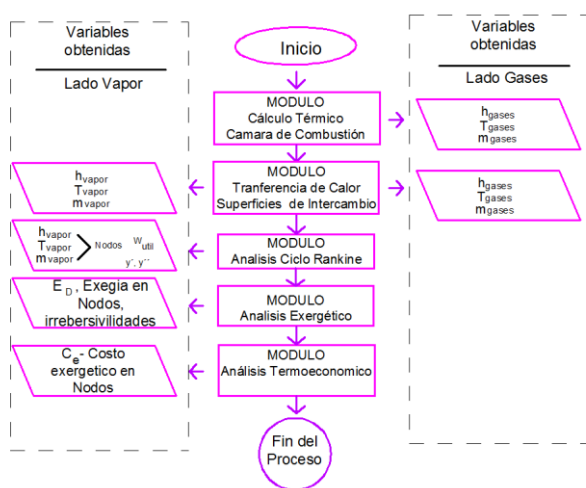 Variables
obtenidas
Lado Vapor
Inicio
Variables
obtenidas
Lado Gases
MODULO
Cálculo Térmico
Camara de Combustión
hgases
Tgases
mgases
MODULO
Tranferencia de Calor
Superficies de Intercambio
hvapor
Tvapor
mvapor
hgases
Tgases
mgases
hvapor
Tvapor
mvapor
Nodos
Wutil
y', y''
MODULO
Analisis Ciclo Rankine
ED, Exegia en
Nodos,
irrebersivilidades
MODULO
Analisis Exergético
Ce- Costo
exergetico en
Nodos
MODULO
Análisis Termoeconomico
Fin del
Proceso